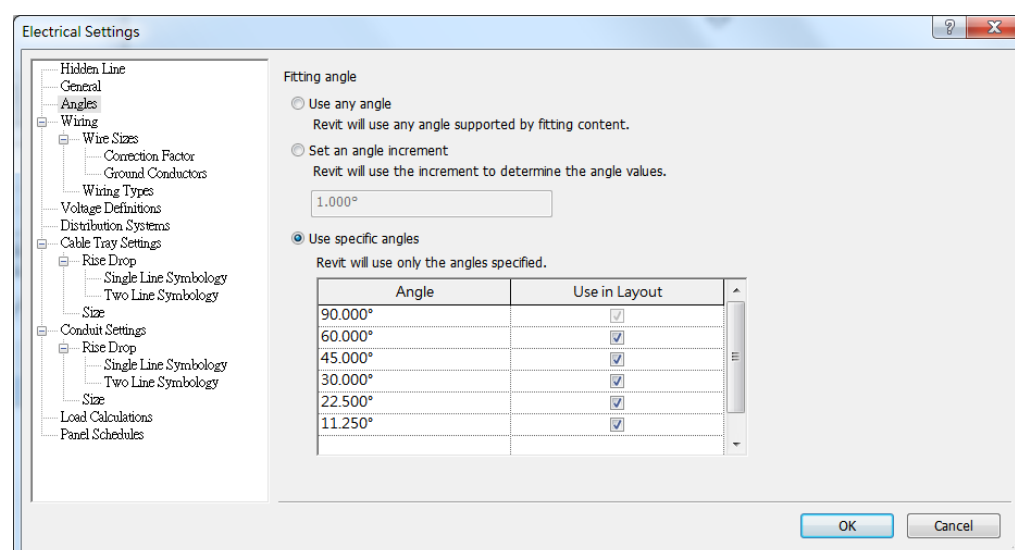 Electrical Settings
Hidden Line
General
Angles
Wiring
Wire Sizes
Correction Factor
Ground Conductors
Wiring Types
Voltage Definitions
Distribution Systems
Cable Tray Settings
Rise Drop
Single Line Symbology
Two Line Symbology
Size
Conduit Settings
Rise Drop
Single Line Symbology
Two Line Symbology
Size
Load Calculations
Panel Schedules
Fitting angle
Use any angle
Revit will use any angle supported by fitting content.
Set an angle increment
Revit will use the increment to determine the angle values.
1.000°
Use specific angles
Revit will use only the angles specified.
Angle Use in Layout
90.000°
60.000°
45.000°
30.000°
22.500°
11.250°
OK Cancel